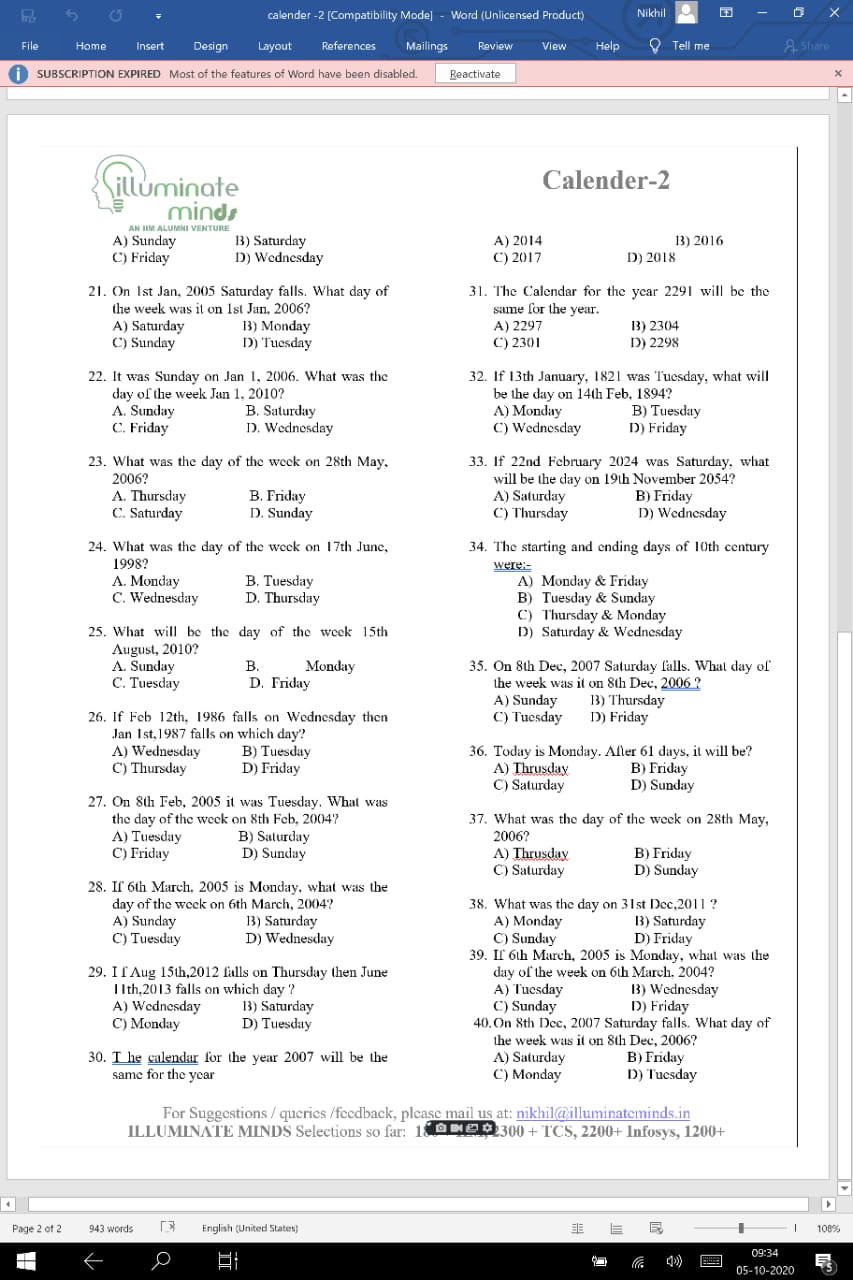 calender -2 [Compatibility Mode] - Word (Unlicensed Product)
Nikhil
File Home Insert Design Layout References Mailings Review View Help Tell me Share
SUBSCRIPTION EXPIRED Most of the features of Word have been disabled. Reactivate
illuminate
minds
AN IIM ALUMNI VENTURE
Calender-2
A) Sunday B) Saturday
C) Friday D) Wednesday
21. On 1st Jan, 2005 Saturday falls. What day of
the week was it on 1st Jan, 2006?
A) Saturday B) Monday
C) Sunday D) Tuesday
22. It was Sunday on Jan 1, 2006. What was the
day of the week Jan 1, 2010?
A. Sunday B. Saturday
C. Friday D. Wednesday
23. What was the day of the week on 28th May,
2006?
A. Thursday B. Friday
C. Saturday D. Sunday
24. What was the day of the week on 17th June,
1998?
A. Monday B. Tuesday
C. Wednesday D. Thursday
25. What will be the day of the week 15th
August, 2010?
A. Sunday B. Monday
C. Tuesday D. Friday
26. If Feb 12th, 1986 falls on Wednesday then
Jan 1st,1987 falls on which day?
A) Wednesday B) Tuesday
C) Thursday D) Friday
27. On 8th Feb, 2005 it was Tuesday. What was
the day of the week on 8th Feb, 2004?
A) Tuesday B) Saturday
C) Friday D) Sunday
28. If 6th March, 2005 is Monday, what was the
day of the week on 6th March, 2004?
A) Sunday B) Saturday
C) Tuesday D) Wednesday
29. I f Aug 15th,2012 falls on Thursday then June
11th,2013 falls on which day ?
A) Wednesday B) Saturday
C) Monday D) Tuesday
30. T he calendar for the year 2007 will be the
same for the year
A) 2014 B) 2016
C) 2017 D) 2018
31. The Calendar for the year 2291 will be the
same for the year.
A) 2297 B) 2304
C) 2301 D) 2298
32. If 13th January, 1821 was Tuesday, what will
be the day on 14th Feb, 1894?
A) Monday B) Tuesday
C) Wednesday D) Friday
33. If 22nd February 2024 was Saturday, what
will be the day on 19th November 2054?
A) Saturday B) Friday
C) Thursday D) Wednesday
34. The starting and ending days of 10th century
were:-
A) Monday & Friday
B) Tuesday & Sunday
C) Thursday & Monday
D) Saturday & Wednesday
35. On 8th Dec, 2007 Saturday falls. What day of
the week was it on 8th Dec, 2006 ?
A) Sunday B) Thursday
C) Tuesday D) Friday
36. Today is Monday. After 61 days, it will be?
A) Thrusday B) Friday
C) Saturday D) Sunday
37. What was the day of the week on 28th May,
2006?
A) Thrusday B) Friday
C) Saturday D) Sunday
38. What was the day on 31st Dec,2011 ?
A) Monday B) Saturday
C) Sunday D) Friday
39. If 6th March, 2005 is Monday, what was the
day of the week on 6th March, 2004?
A) Tuesday B) Wednesday
C) Sunday D) Friday
40. On 8th Dec, 2007 Saturday falls. What day of
the week was it on 8th Dec, 2006?
A) Saturday B) Friday
C) Monday D) Tuesday
For Suggestions / queries /feedback, please mail us at: nikhil@illuminateminds.in
ILLUMINATE MINDS Selections so far: 2300 + TCS, 2200+ Infosys, 1200+
Page 2 of 2 943 words English (United States) 108%
09:34
05-10-2020
5